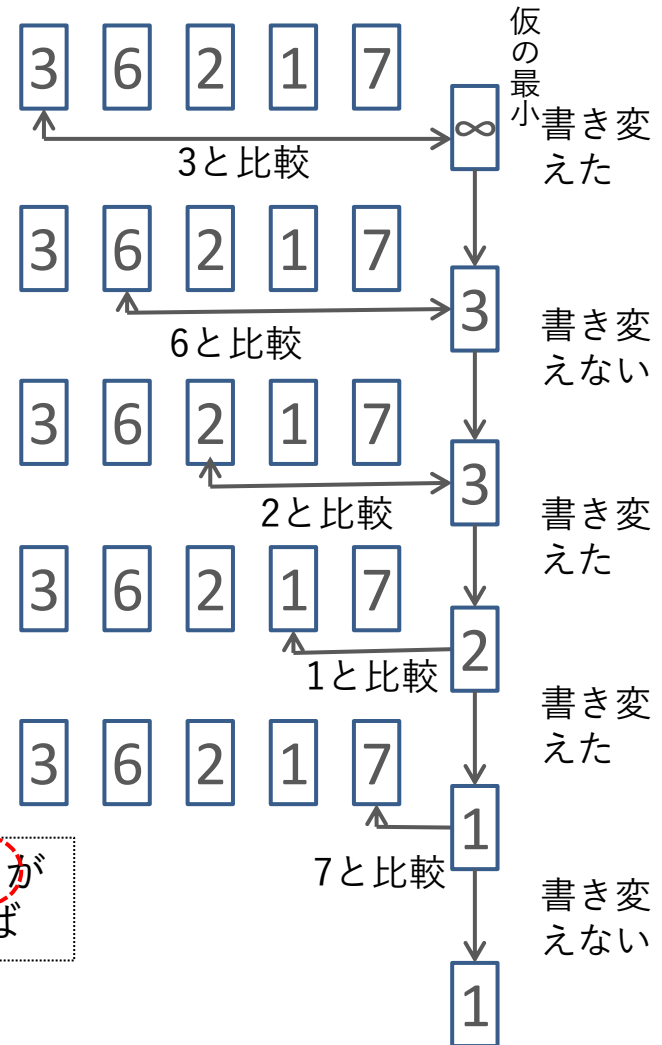 仮の最小
3 6 2 1 7
∞
書き変
えた
3と比較
3 6 2 1 7
3
書き変
えない
6と比較
3 6 2 1 7
3
書き変
えた
2と比較
3 6 2 1 7
2
書き変
えた
1と比較
3 6 2 1 7
1
書き変
えない
7と比較
が
ば
1